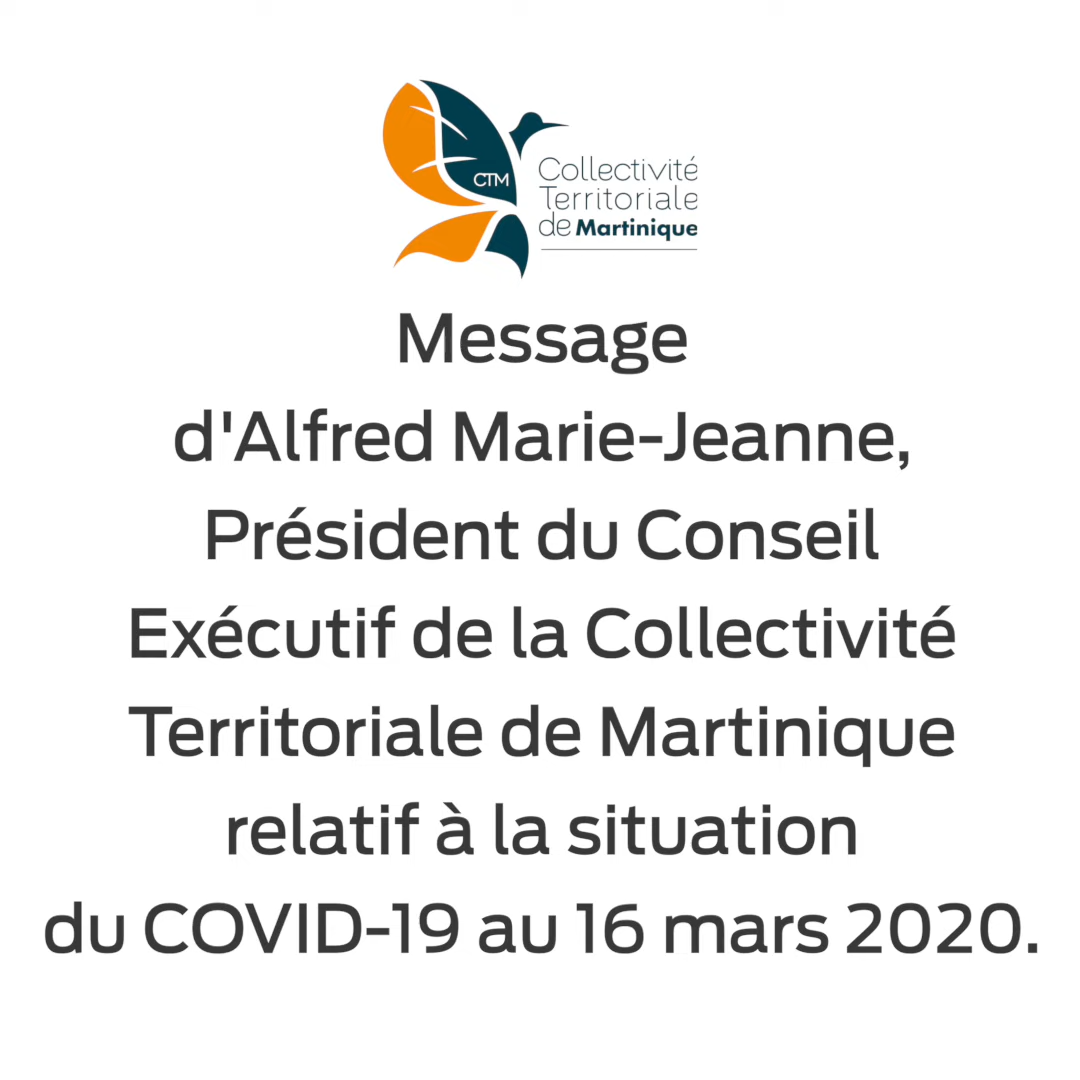 CTM
Collectivité
Territoriale
de Martinique
Message
d'Alfred Marie-Jeanne,
Président du Conseil
Exécutif de la Collectivité
Territoriale de Martinique
relatif à la situation
du COVID-19 au 16 mars 2020.